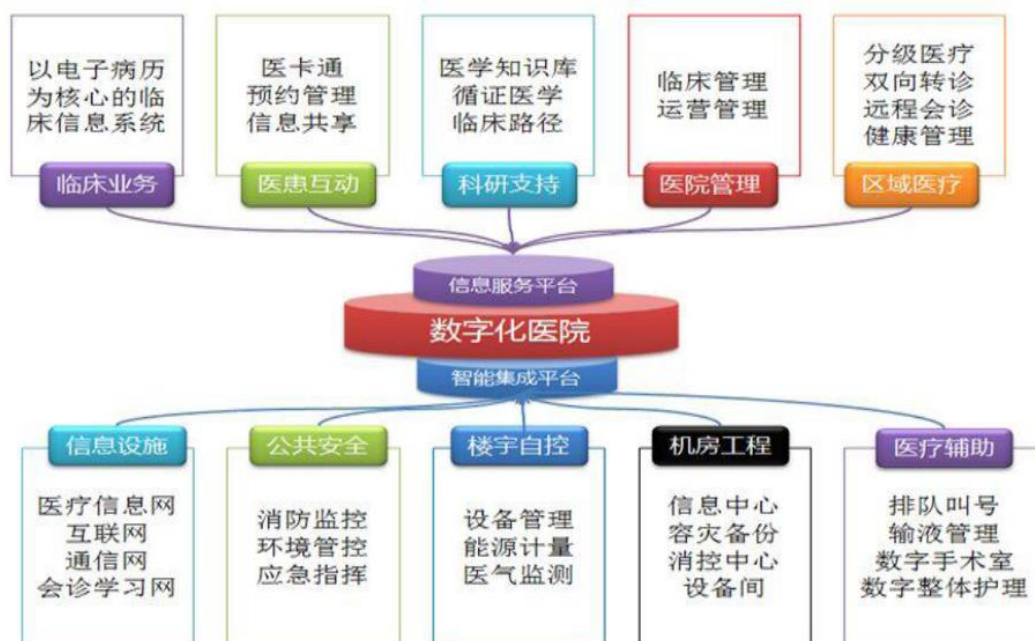 以电子病历
为核心的临
床信息系统
临床业务
医卡通
预约管理
信息共享
医患互动
医学知识库
循证医学
临床路径
科研支持
临床管理
运营管理
医院管理
分级医疗
双向转诊
远程会诊
健康管理
区域医疗
信息服务平台
数字化医院
智能集成平台
信息设施
医疗信息网
互联网
通信网
会诊学习网
公共安全
消防监控
环境管控
应急指挥
楼宇自控
设备管理
能源计量
医气监测
机房工程
信息中心
容灾备份
消控中心
设备间
医疗辅助
排队叫号
输液管理
数字手术室
数字整体护理